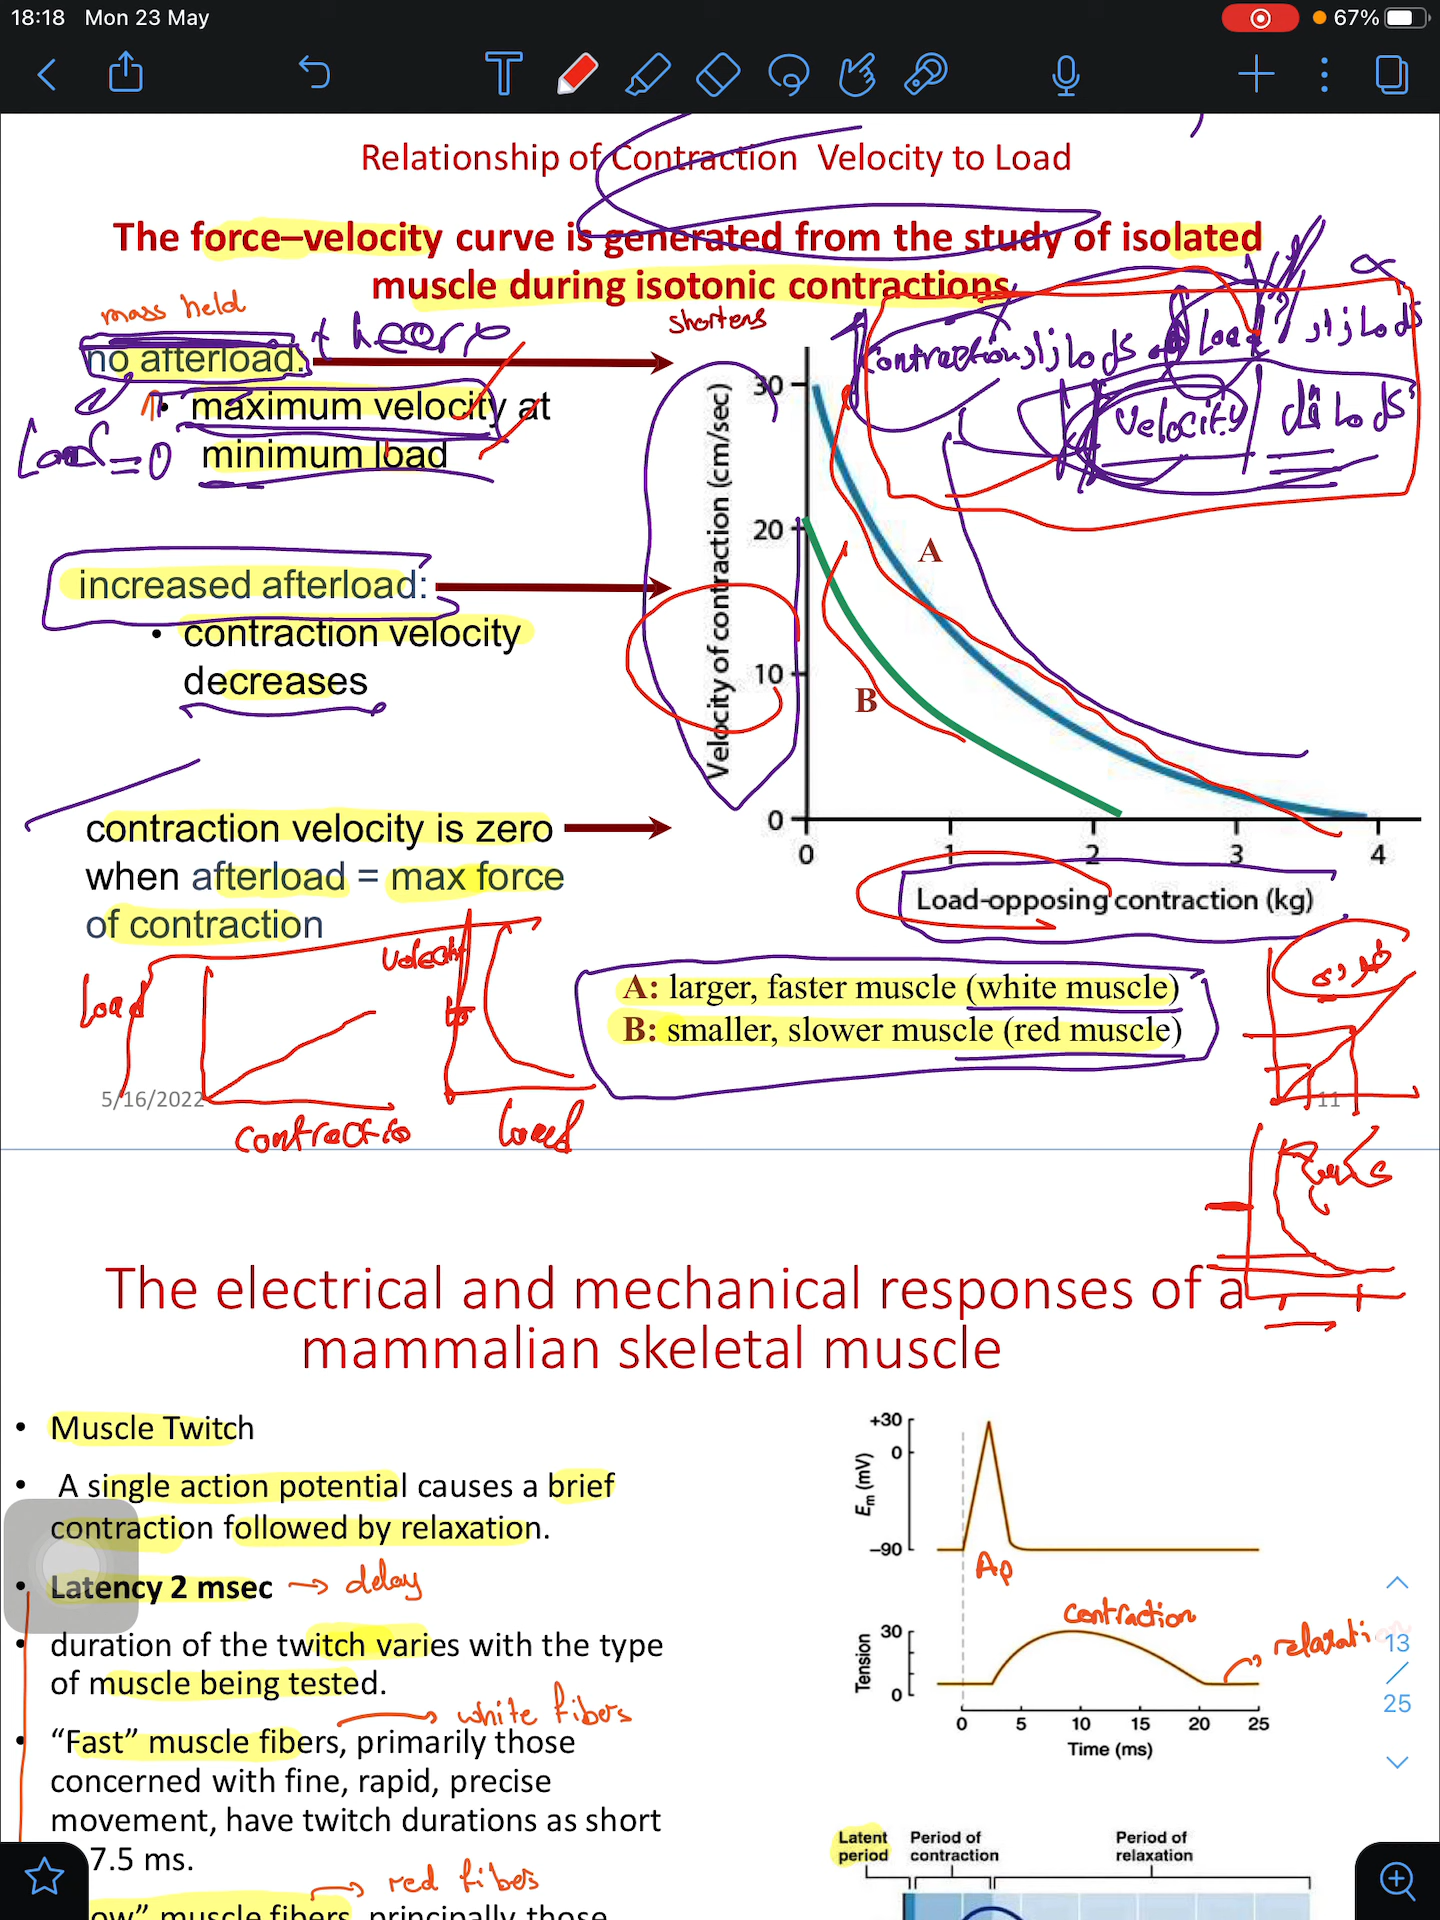 18:18 Mon 23 May
67%
Relationship of Contraction Velocity to Load
The force–velocity curve is generated from the study of isolated
muscle during isotonic contractions
mass held
shortens
no afterload:
theory
• maximum velocity at
minimum load
Load = 0
contraction
load
velocity
increased afterload:
• contraction velocity
decreases
contraction velocity is zero
when afterload = max force
of contraction
Velocity of contraction (cm/sec)
30
20
10
0
A
B
0 1 2 3 4
Load-opposing contraction (kg)
A: larger, faster muscle (white muscle)
B: smaller, slower muscle (red muscle)
load
load
5/16/2022
11
The electrical and mechanical responses of a
mammalian skeletal muscle
• Muscle Twitch
• A single action potential causes a brief
contraction followed by relaxation.
• Latency 2 msec → delay
• duration of the twitch varies with the type
of muscle being tested.
white fibers
• "Fast" muscle fibers, primarily those
concerned with fine, rapid, precise
movement, have twitch durations as short
7.5 ms.
red fibers
ow" muscle fibers, principally those
+30
0
–90
Em (mV)
Ap
contraction
relaxati
30
0
Tension
0 5 10 15 20 25
Time (ms)
13
/
25
Latent period
Period of contraction
Period of relaxation